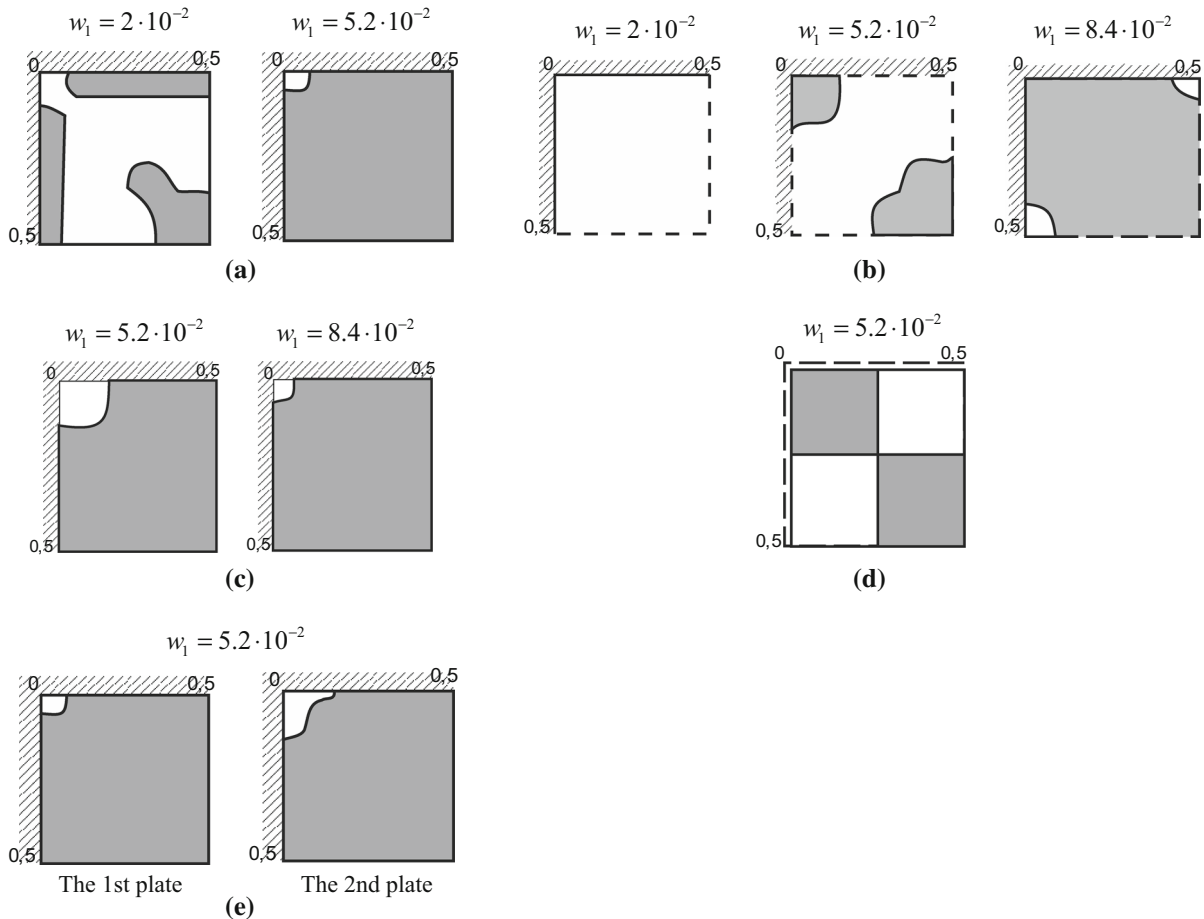 w₁ = 2·10⁻²
0
0,5
0,5
w₁ = 5.2·10⁻²
0
0,5
0,5
(a)
w₁ = 2·10⁻²
0
0,5
0,5
w₁ = 5.2·10⁻²
0
0,5
0,5
w₁ = 8.4·10⁻²
0
0,5
0,5
(b)
w₁ = 5.2·10⁻²
0
0,5
0,5
w₁ = 8.4·10⁻²
0
0,5
0,5
(c)
w₁ = 5.2·10⁻²
0
0,5
0,5
(d)
w₁ = 5.2·10⁻²
0
0,5
0,5
The 1st plate
0
0,5
0,5
The 2nd plate
(e)